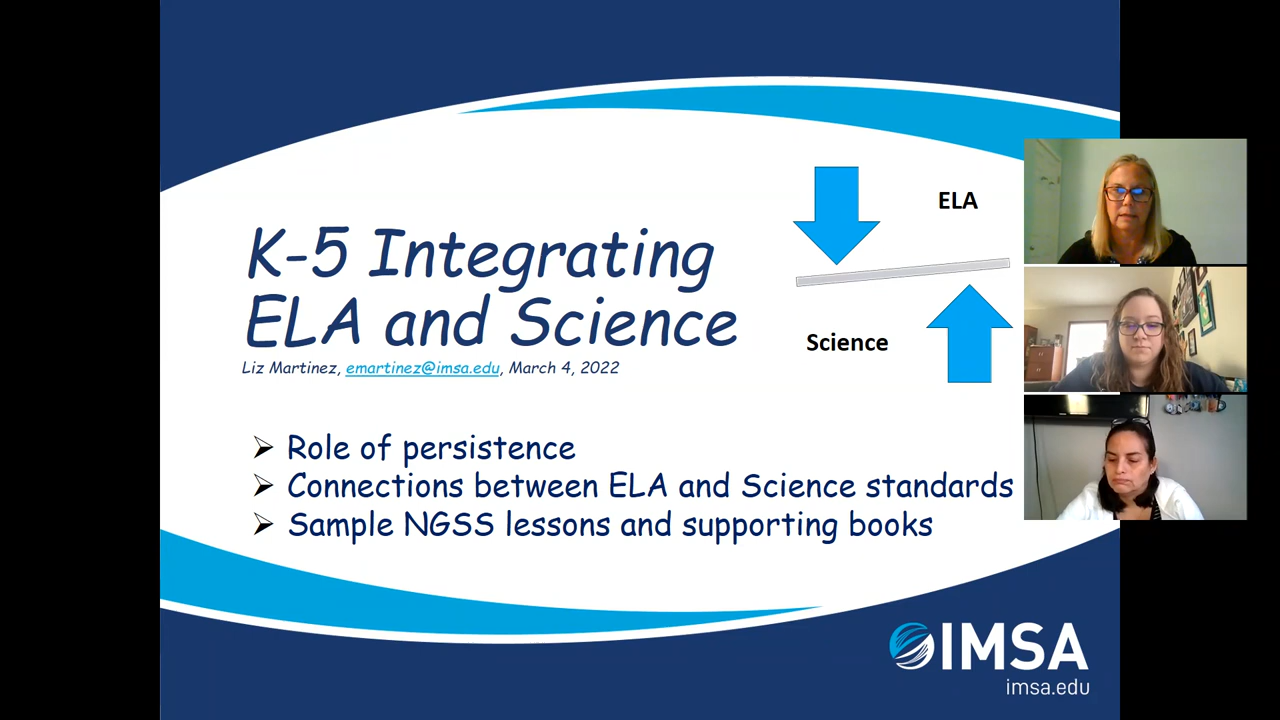 ELA
K-5 Integrating
ELA and Science
Science
Liz Martinez, emartinez@imsa.edu, March 4, 2022
➢ Role of persistence
➢ Connections between ELA and Science standards
➢ Sample NGSS lessons and supporting books
IMSA
imsa.edu